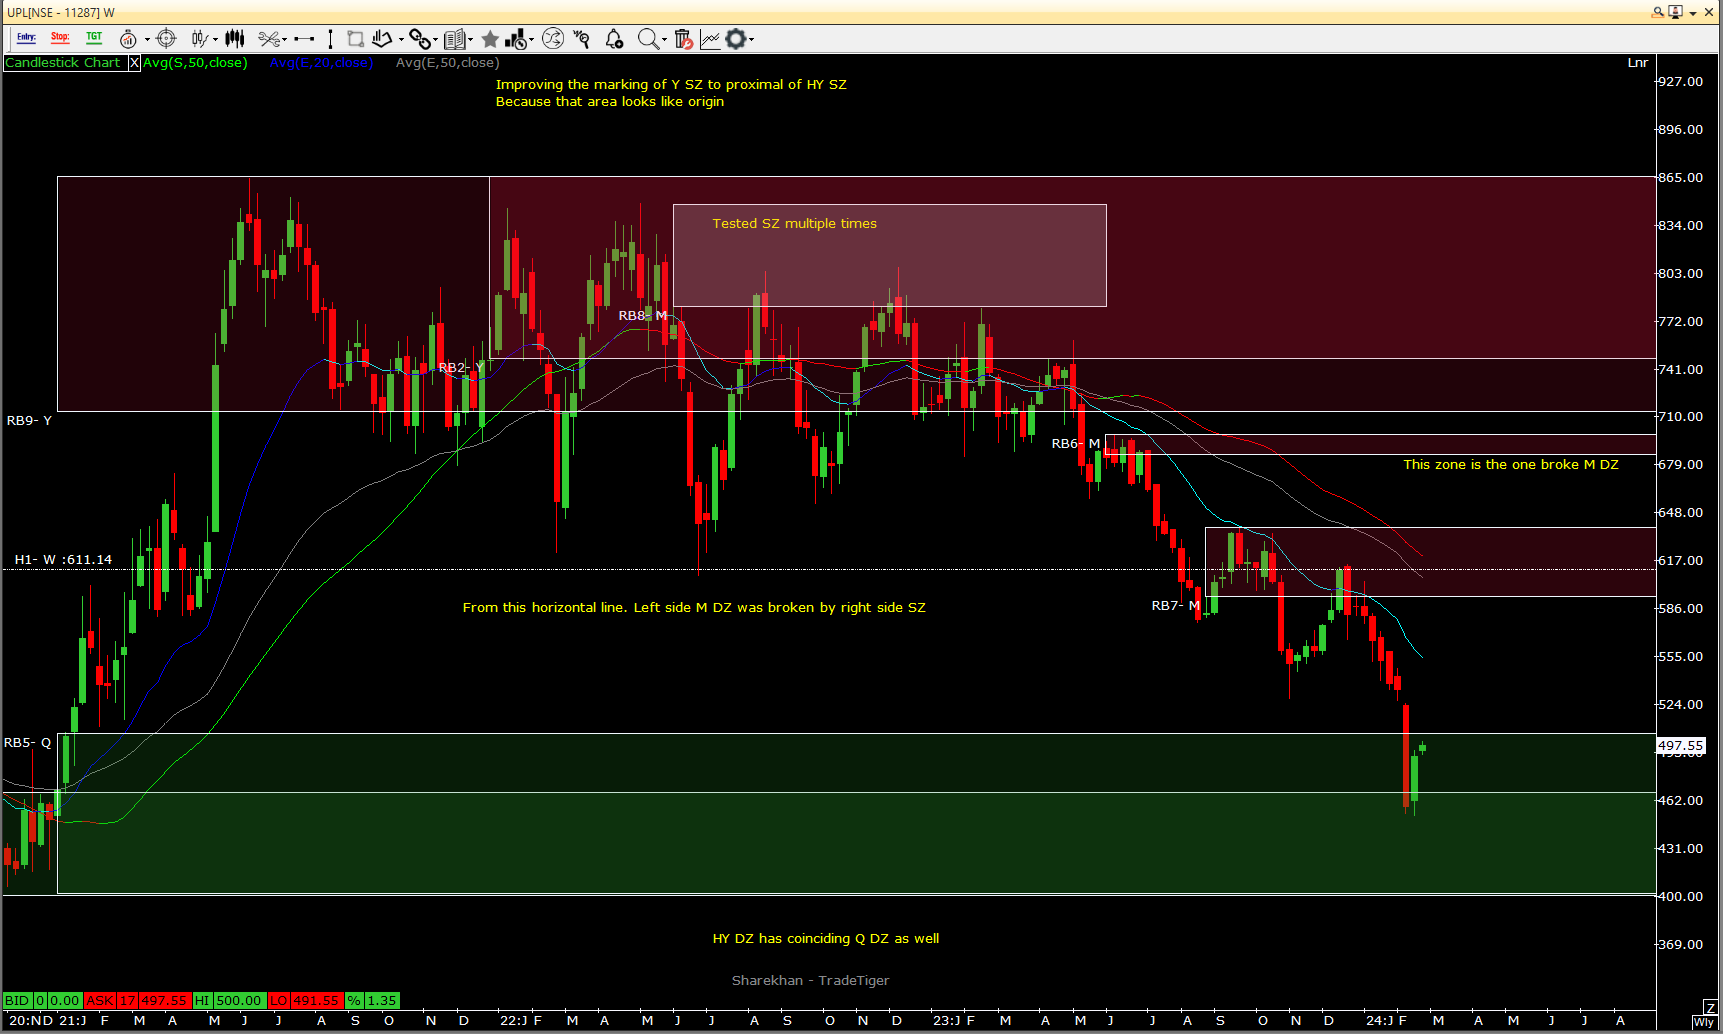 UPL[NSE - 11287] W
Entry: Stop: TGT
Candlestick Chart X Avg(S,50,close) Avg(E,20,close) Avg(E,50,close)
Lnr
Improving the marking of Y SZ to proximal of HY SZ
Because that area looks like origin
927.00
896.00
865.00
834.00
Tested SZ multiple times
803.00
RB8- M
772.00
RB2- Y
741.00
RB9- Y
710.00
RB6- M
This zone is the one broke M DZ
679.00
648.00
H1- W :611.14
617.00
From this horizontal line. Left side M DZ was broken by right side SZ
RB7- M
586.00
555.00
524.00
RB5- Q
497.55
462.00
431.00
400.00
HY DZ has coinciding Q DZ as well
369.00
Sharekhan - TradeTiger
BID 0 0.00 ASK 17 497.55 HI 500.00 LO 491.55 % 1.35
Z
20:N D 21:J F M A M J J A S O N D 22:J F M A M J J A S O N D 23:J F M A M J J A S O N D 24:J F M A M J J A
Wly